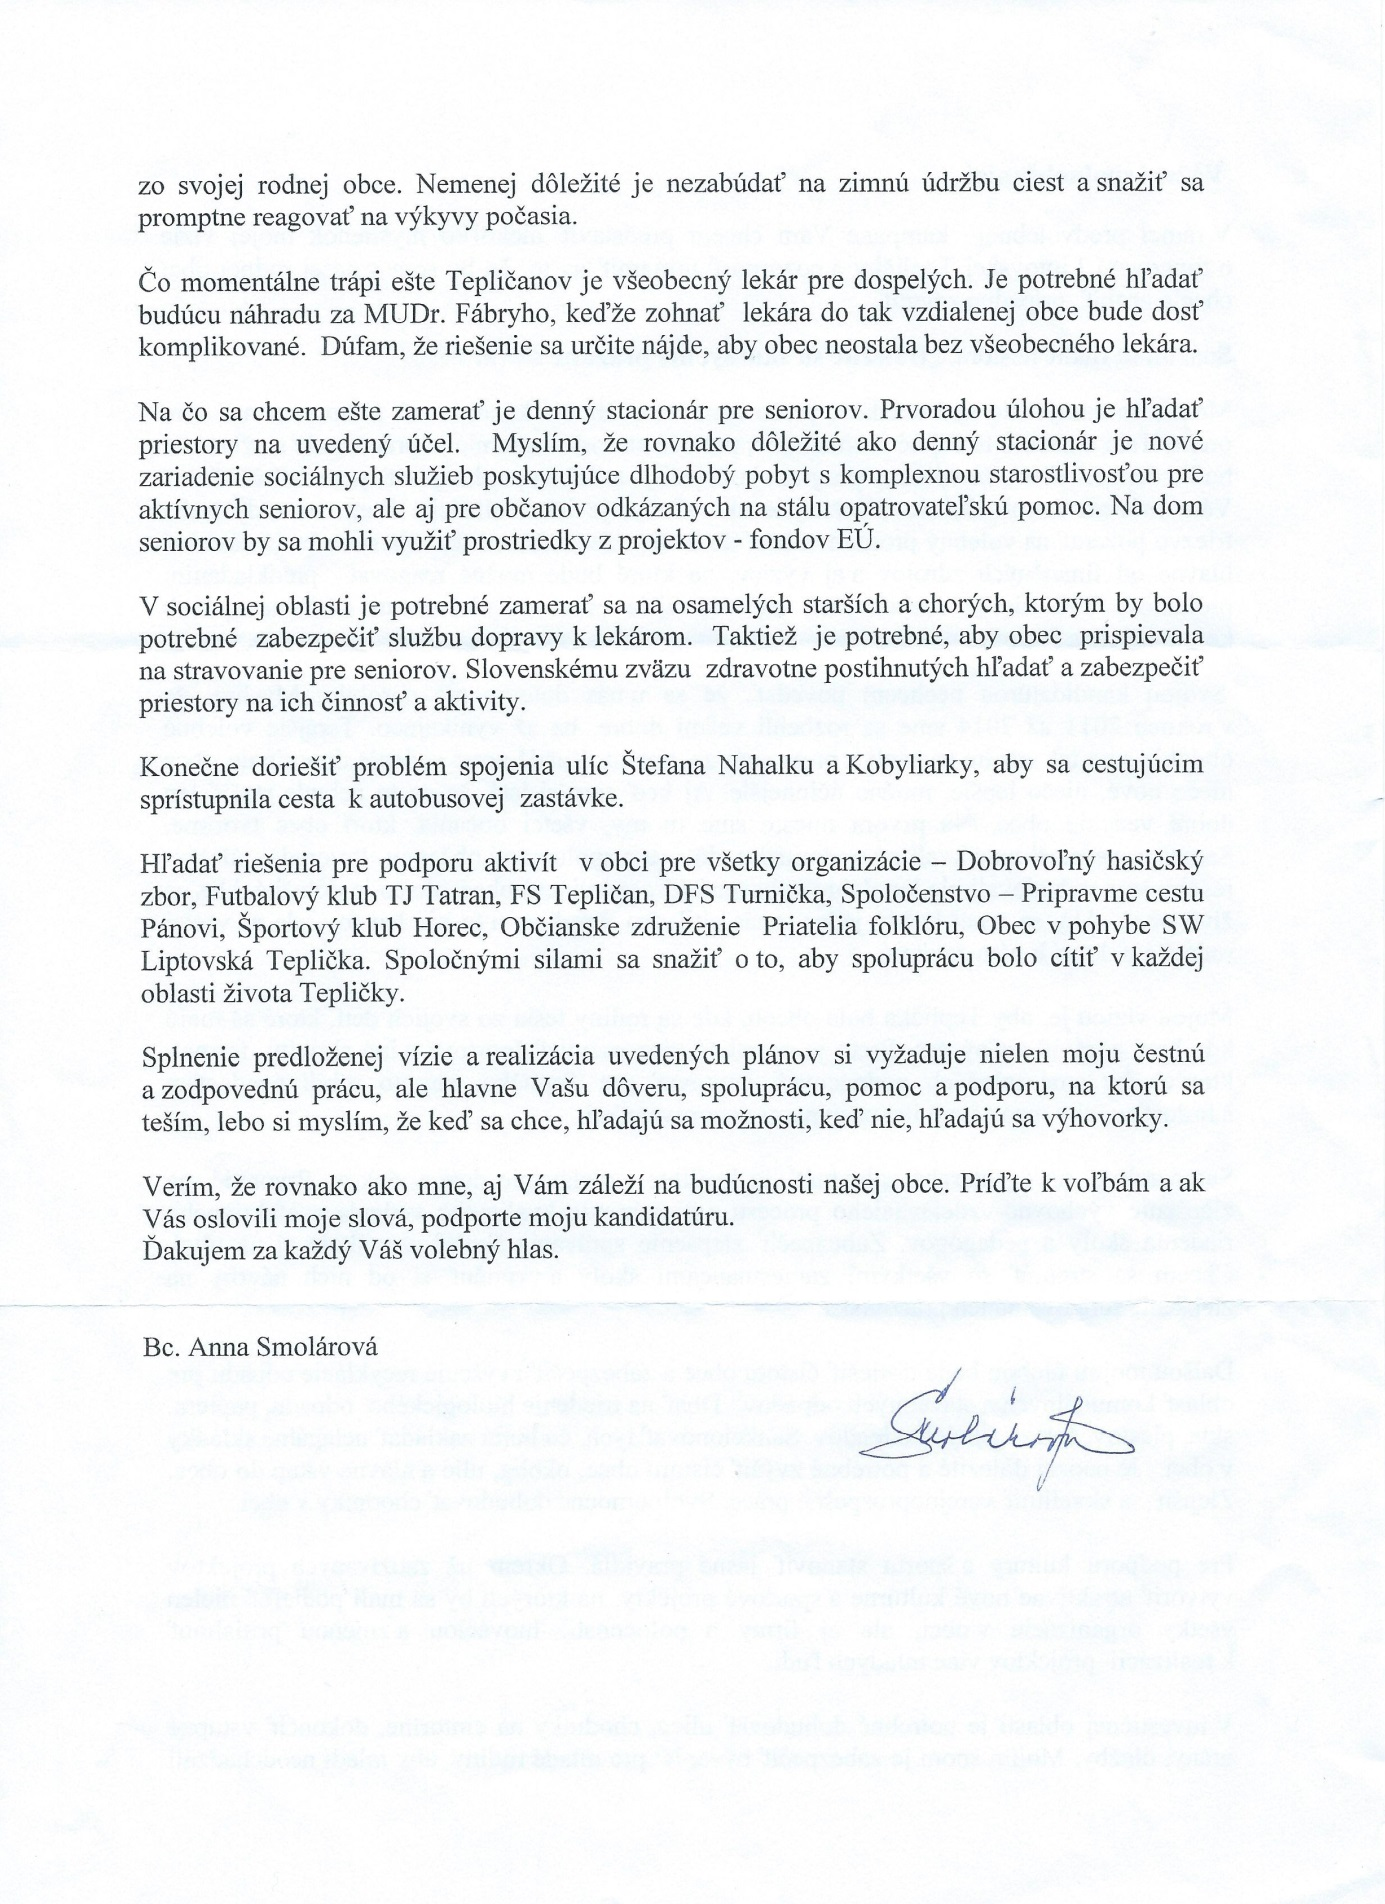 zo svojej rodnej obce. Nemenej dôležité je nezabúdať na zimnú údržbu ciest a snažiť sa
promptne reagovať na výkyvy počasia.
Čo momentálne trápi ešte Tepličanov je všeobecný lekár pre dospelých. Je potrebné hľadať
budúcu náhradu za MUDr. Fábryho, keďže zohnať lekára do tak vzdialenej obce bude dosť
komplikované. Dúfam, že riešenie sa určite nájde, aby obec neostala bez všeobecného lekára.
Na čo sa chcem ešte zamerať je denný stacionár pre seniorov. Prvoradou úlohou je hľadať
priestory na uvedený účel. Myslím, že rovnako dôležité ako denný stacionár je nové
zariadenie sociálnych služieb poskytujúce dlhodobý pobyt s komplexnou starostlivosťou pre
aktívnych seniorov, ale aj pre občanov odkázaných na stálu opatrovateľskú pomoc. Na dom
seniorov by sa mohli využiť prostriedky z projektov - fondov EÚ.
V sociálnej oblasti je potrebné zamerať sa na osamelých starších a chorých, ktorým by bolo
potrebné zabezpečiť službu dopravy k lekárom. Taktiež je potrebné, aby obec prispievala
na stravovanie pre seniorov. Slovenskému zväzu zdravotne postihnutých hľadať a zabezpečiť
priestory na ich činnosť a aktivity.
Konečne doriešiť problém spojenia ulíc Štefana Nahalku a Kobyliarky, aby sa cestujúcim
sprístupnila cesta k autobusovej zastávke.
Hľadať riešenia pre podporu aktivít v obci pre všetky organizácie – Dobrovoľný hasičský
zbor, Futbalový klub TJ Tatran, FS Tepličan, DFS Turnička, Spoločenstvo – Pripravme cestu
Pánovi, Športový klub Horec, Občianske združenie Priatelia folklóru, Obec v pohybe SW
Liptovská Teplička. Spoločnými silami sa snažiť o to, aby spoluprácu bolo cítiť v každej
oblasti života Tepličky.
Splnenie predloženej vízie a realizácia uvedených plánov si vyžaduje nielen moju čestnú
a zodpovednú prácu, ale hlavne Vašu dôveru, spoluprácu, pomoc a podporu, na ktorú sa
teším, lebo si myslím, že keď sa chce, hľadajú sa možnosti, keď nie, hľadajú sa výhovorky.
Verím, že rovnako ako mne, aj Vám záleží na budúcnosti našej obce. Príďte k voľbám a ak
Vás oslovili moje slová, podporte moju kandidatúru.
Ďakujem za každý Váš volebný hlas.
Bc. Anna Smolárová
Smolárová